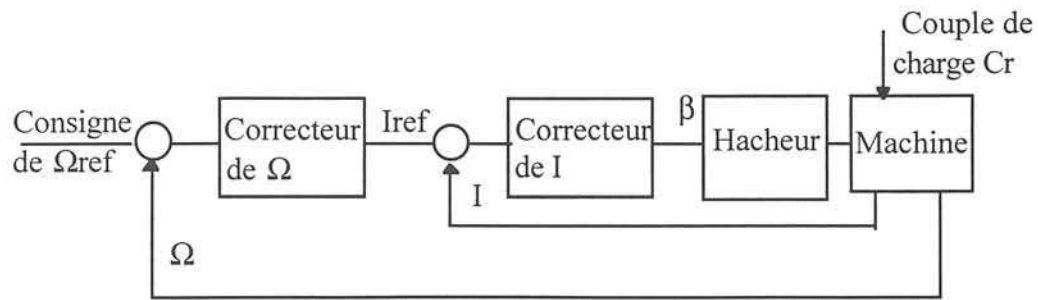 Couple de
charge Cr
Consigne
de Ωref
Correcteur
de Ω
Iref
Correcteur
de I
β
Hacheur
Machine
I
Ω